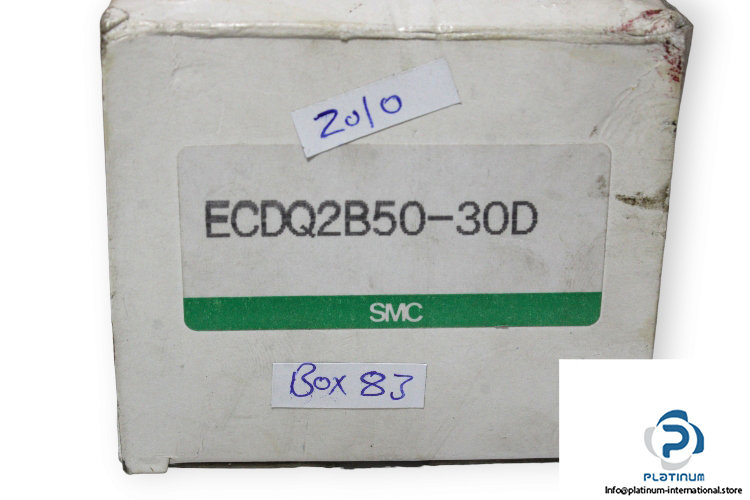 2010
ECDQ2B50-30D
SMC
Box 83
PLATINUM
Info@platinum-international.store